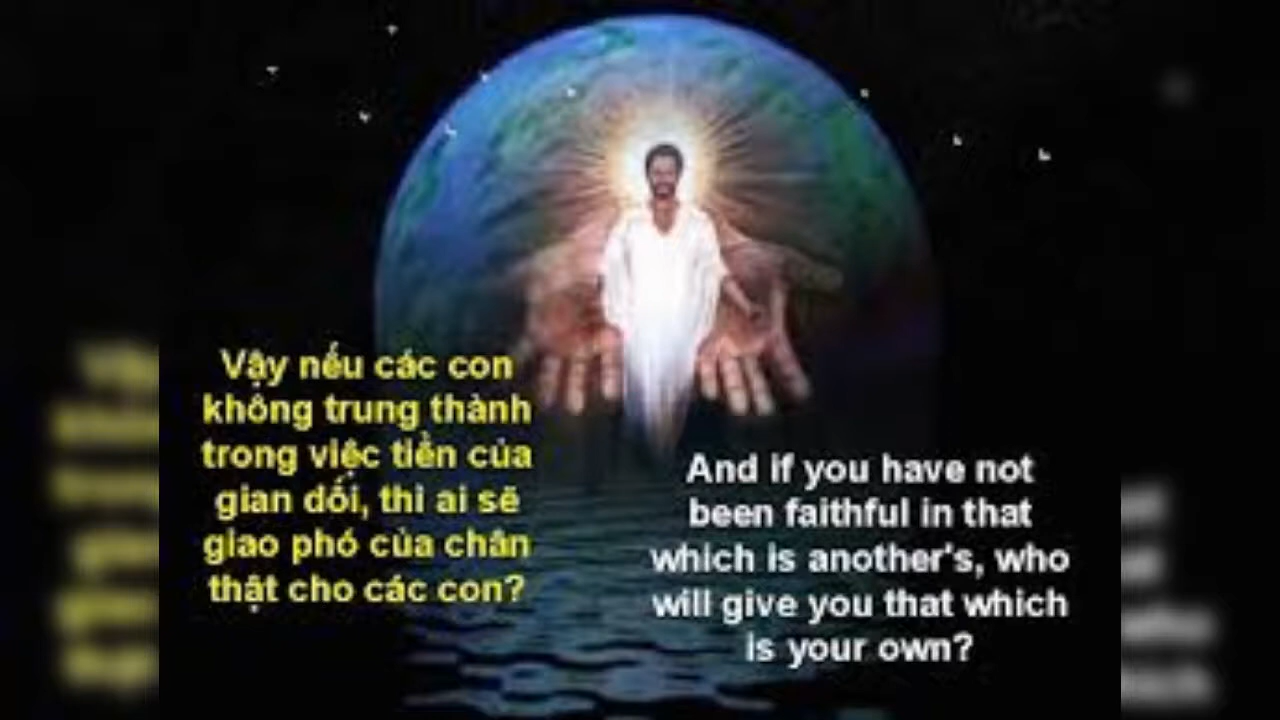 Vậy nếu các con
không trung thành
trong việc tiền của
gian dối, thì ai sẽ
giao phó của chân
thật cho các con?
And if you have not
been faithful in that
which is another's, who
will give you that which
is your own?